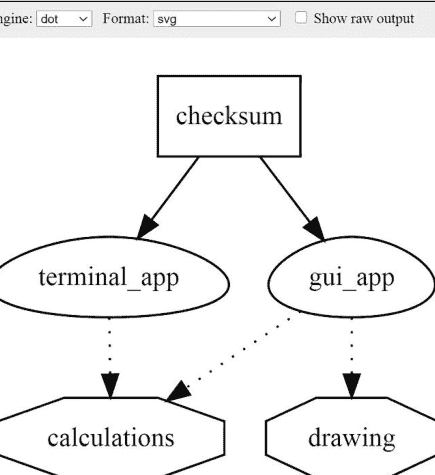 ngine: dot Format: svg Show raw output
checksum
terminal_app gui_app
calculations drawing